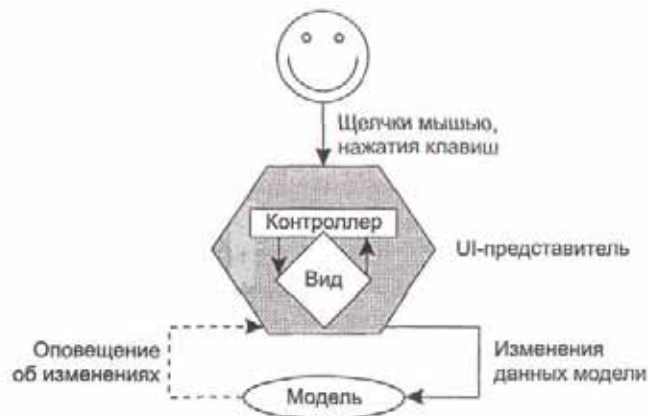 Щелчки мышью,
нажатия клавиш
Контроллер
UI-представитель
Вид
Оповещение
об изменениях
Изменения
данных модели
Модель